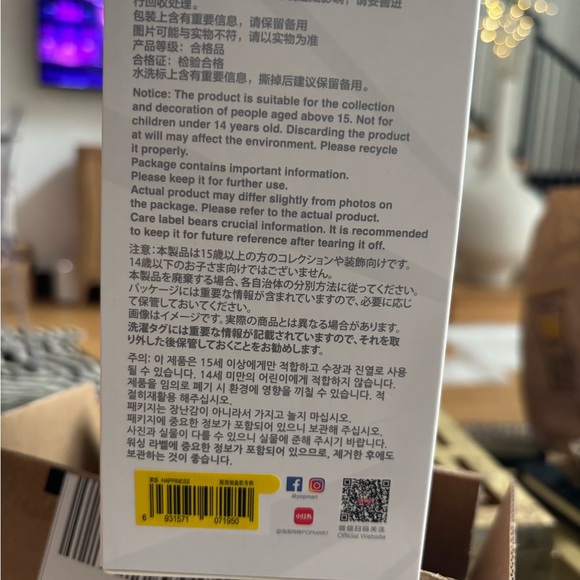 行回收处理。
包装上含有重要信息，请保留备用
图片可能与实物不符，请以实物为准
产品等级：合格品
合格证：检验合格
水洗标上含有重要信息，撕掉后建议保留备用。
Notice: The product is suitable for the collection
and decoration of people aged above 15. Not for
children under 14 years old. Discarding the product
at will may affect the environment. Please recycle
it properly.
Package contains important information.
Please keep it for further use.
Actual product may differ slightly from photos on
the package. Please refer to the actual product.
Care label bears crucial information. It is recommended
to keep it for future reference after tearing it off.
注意:本製品は15歳以上の方のコレクションや装飾向けです。
14歳以下のお子さま向けではございません。
本製品を廃棄する場合、各自治体の分別方法に従ってください。
パッケージには重要な情報が含まれていますので、必要に応じ
て保管しておいてください。
画像はイメージです。実際の商品とは異なる場合があります。
洗濯タグには重要な情報が記載されていますので、それを取
り外した後保管しておくことをお勧めします。
주의: 이 제품은 15세 이상에게만 적합하고 수장과 진열로 사용
될 수 있습니다. 14세 미만의 어린이에게 적합하지 않습니다.
제품을 임의로 폐기 시 환경에 영향을 끼칠 수 있습니다. 적
절히재활용 해주십시오.
패키지는 장난감이 아니라서 가지고 놀지 마십시오.
패키지에 중요한 정보가 포함되어 있으니 보관해 주십시오.
사진과 실물이 다를 수 있으니 실물에 준해 주시기 바랍니다.
워싱 라벨에 중요한 정보가 포함되어 있으므로, 제거한 후에도
보관하는 것이 좋습니다.
HAPPINESS
6 931571 071950
@popmart
小红书
POPMART
微信扫码关注
Official Website